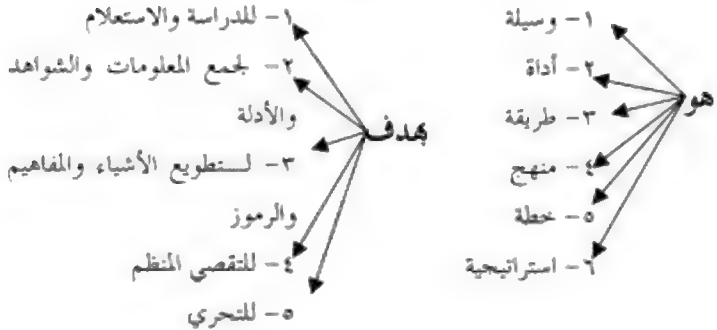 هو
١- وسيلة
٢- أداة
٣- طريقة
٤- منهج
٥- خطة
٦- استراتيجية
بهدف
١- للدراسة والاستعلام
٢- لجمع المعلومات والشواهد
والأدلة
٣- لـتطويع الأشياء والمفاهيم
والرموز
٤- للتقصي المنظم
٥- للتحري